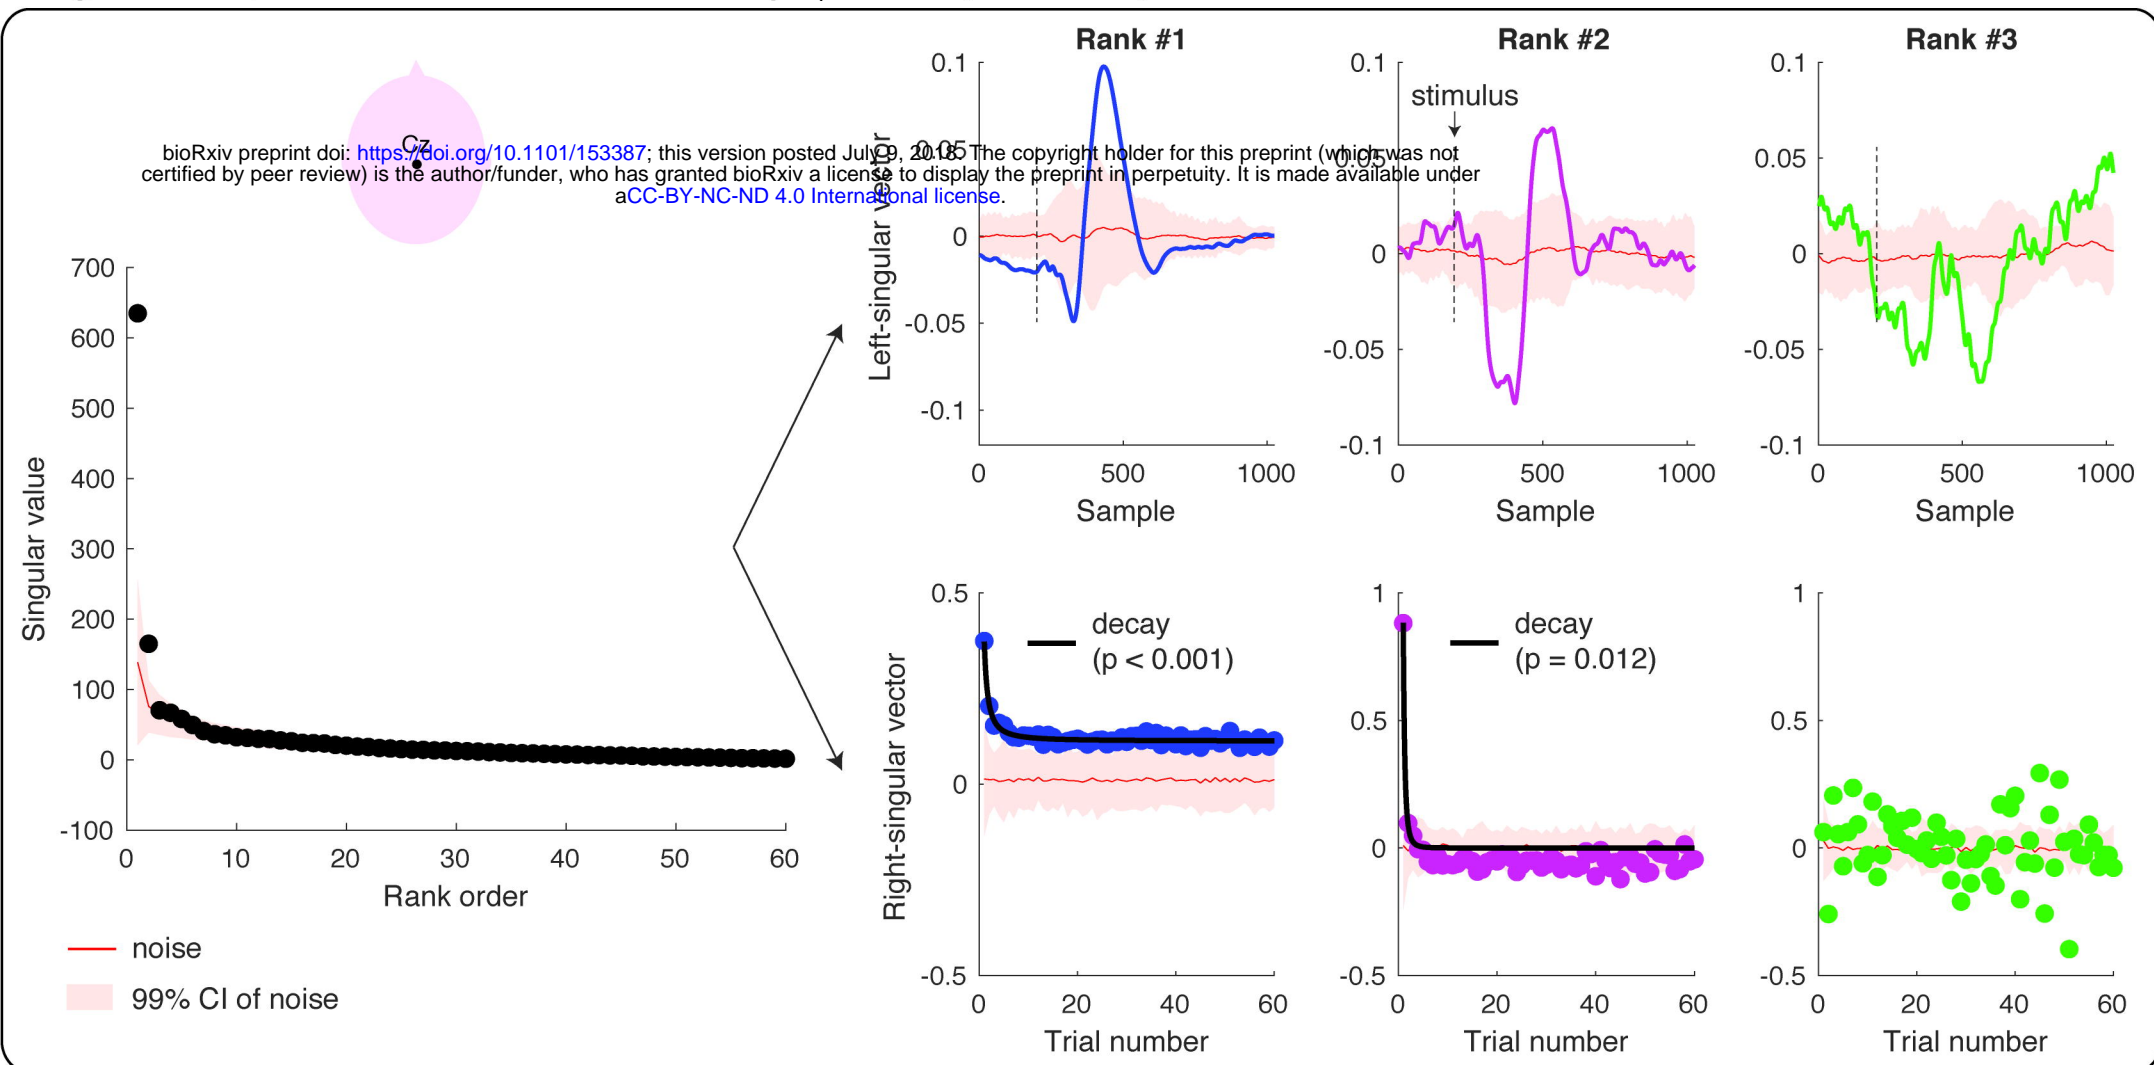 Rank #1
Rank #2
Rank #3
Cz
bioRxiv preprint doi: https://doi.org/10.1101/153387; this version posted July 9, 2018. The copyright holder for this preprint (which was not
certified by peer review) is the author/funder, who has granted bioRxiv a license to display the preprint in perpetuity. It is made available under
aCC-BY-NC-ND 4.0 International license.
700
600
500
400
300
200
100
0
-100
0 10 20 30 40 50 60
Singular value
Rank order
noise
99% CI of noise
Left-singular vector
0.1
0.05
0
-0.05
-0.1
0 500 1000
Sample
stimulus
0.1
0.05
0
-0.05
-0.1
0 500 1000
Sample
0.1
0.05
0
-0.05
-0.1
0 500 1000
Sample
Right-singular vector
0.5
0
-0.5
decay
(p < 0.001)
0 20 40 60
Trial number
1
0.5
0
-0.5
decay
(p = 0.012)
0 20 40 60
Trial number
1
0.5
0
-0.5
0 20 40 60
Trial number